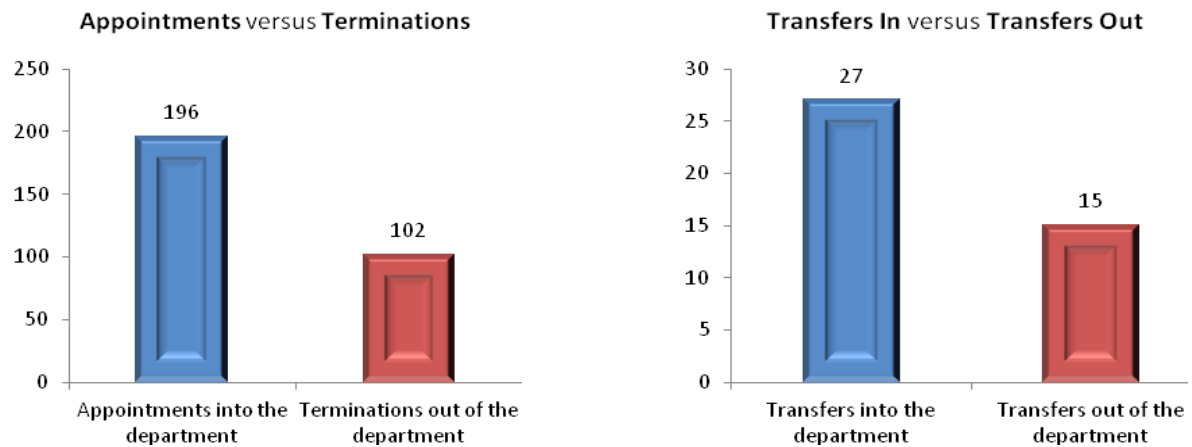 Appointments versus Terminations
250
200
150
100
50
0
196
102
Appointments into the
department
Terminations out of the
department
Transfers In versus Transfers Out
30
25
20
15
10
5
0
27
15
Transfers into the
department
Transfers out of the
department